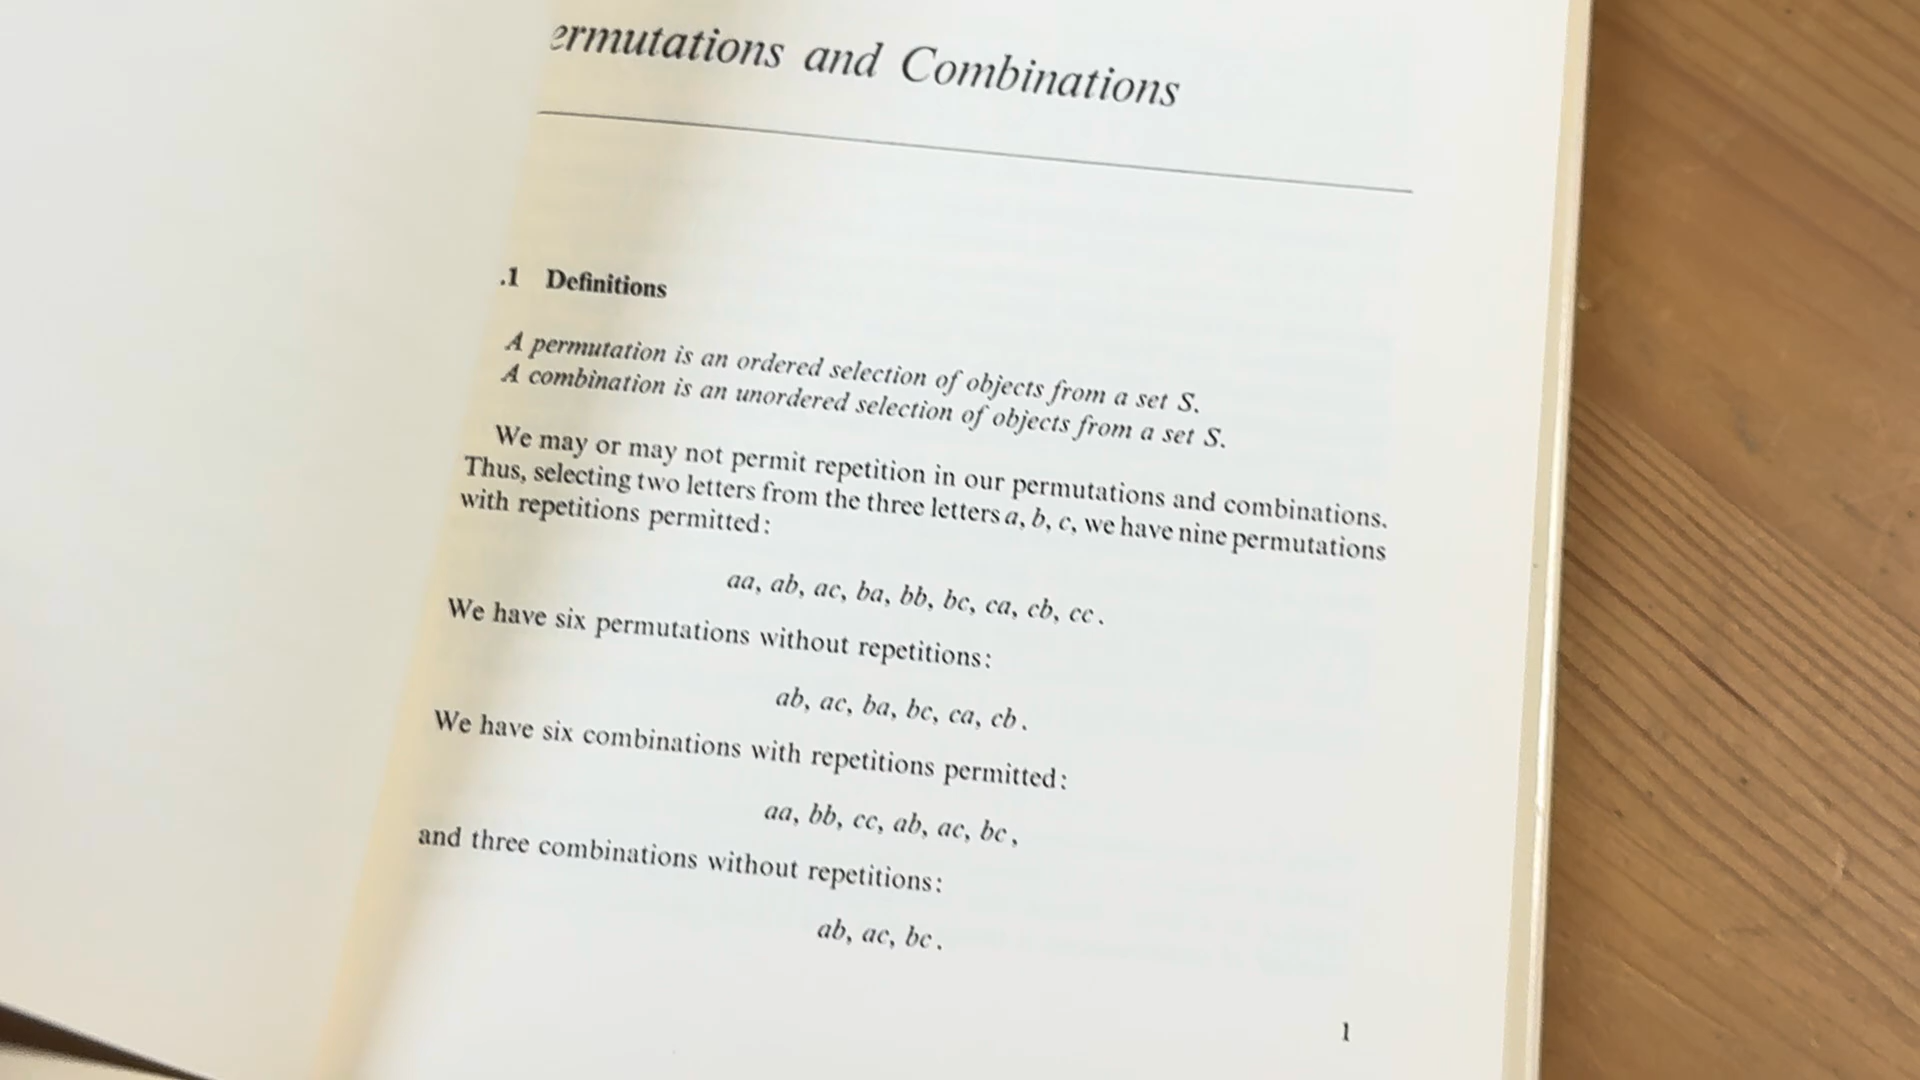 ermutations and Combinations
.1 Definitions
A permutation is an ordered selection of objects from a set S.
A combination is an unordered selection of objects from a set S.
We may or may not permit repetition in our permutations and combinations.
Thus, selecting two letters from the three letters a, b, c, we have nine permutations
with repetitions permitted:
aa, ab, ac, ba, bb, bc, ca, cb, cc.
We have six permutations without repetitions:
ab, ac, ba, bc, ca, cb.
We have six combinations with repetitions permitted:
aa, bb, cc, ab, ac, bc,
and three combinations without repetitions:
ab, ac, bc.
1